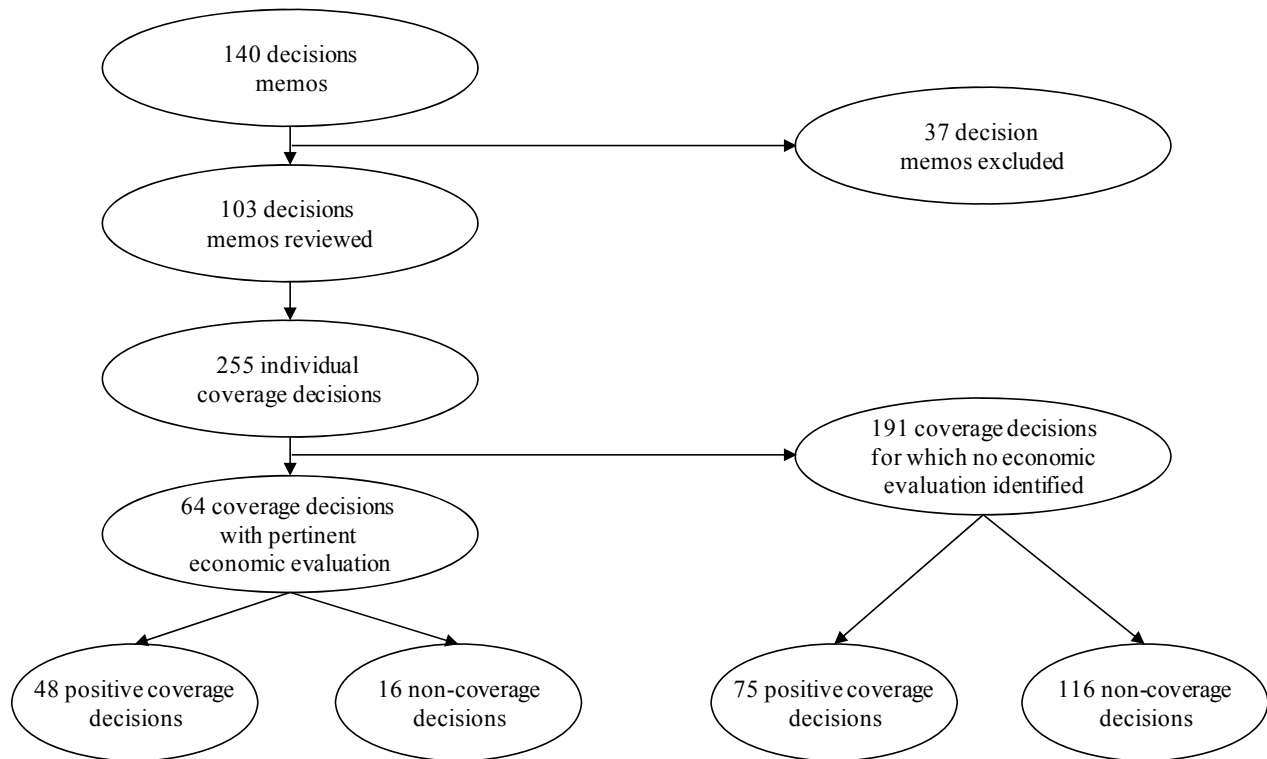 140 decisions
memos
37 decision
memos excluded
103 decisions
memos reviewed
255 individual
coverage decisions
191 coverage decisions
for which no economic
evaluation identified
64 coverage decisions
with pertinent
economic evaluation
48 positive coverage
decisions
16 non-coverage
decisions
75 positive coverage
decisions
116 non-coverage
decisions